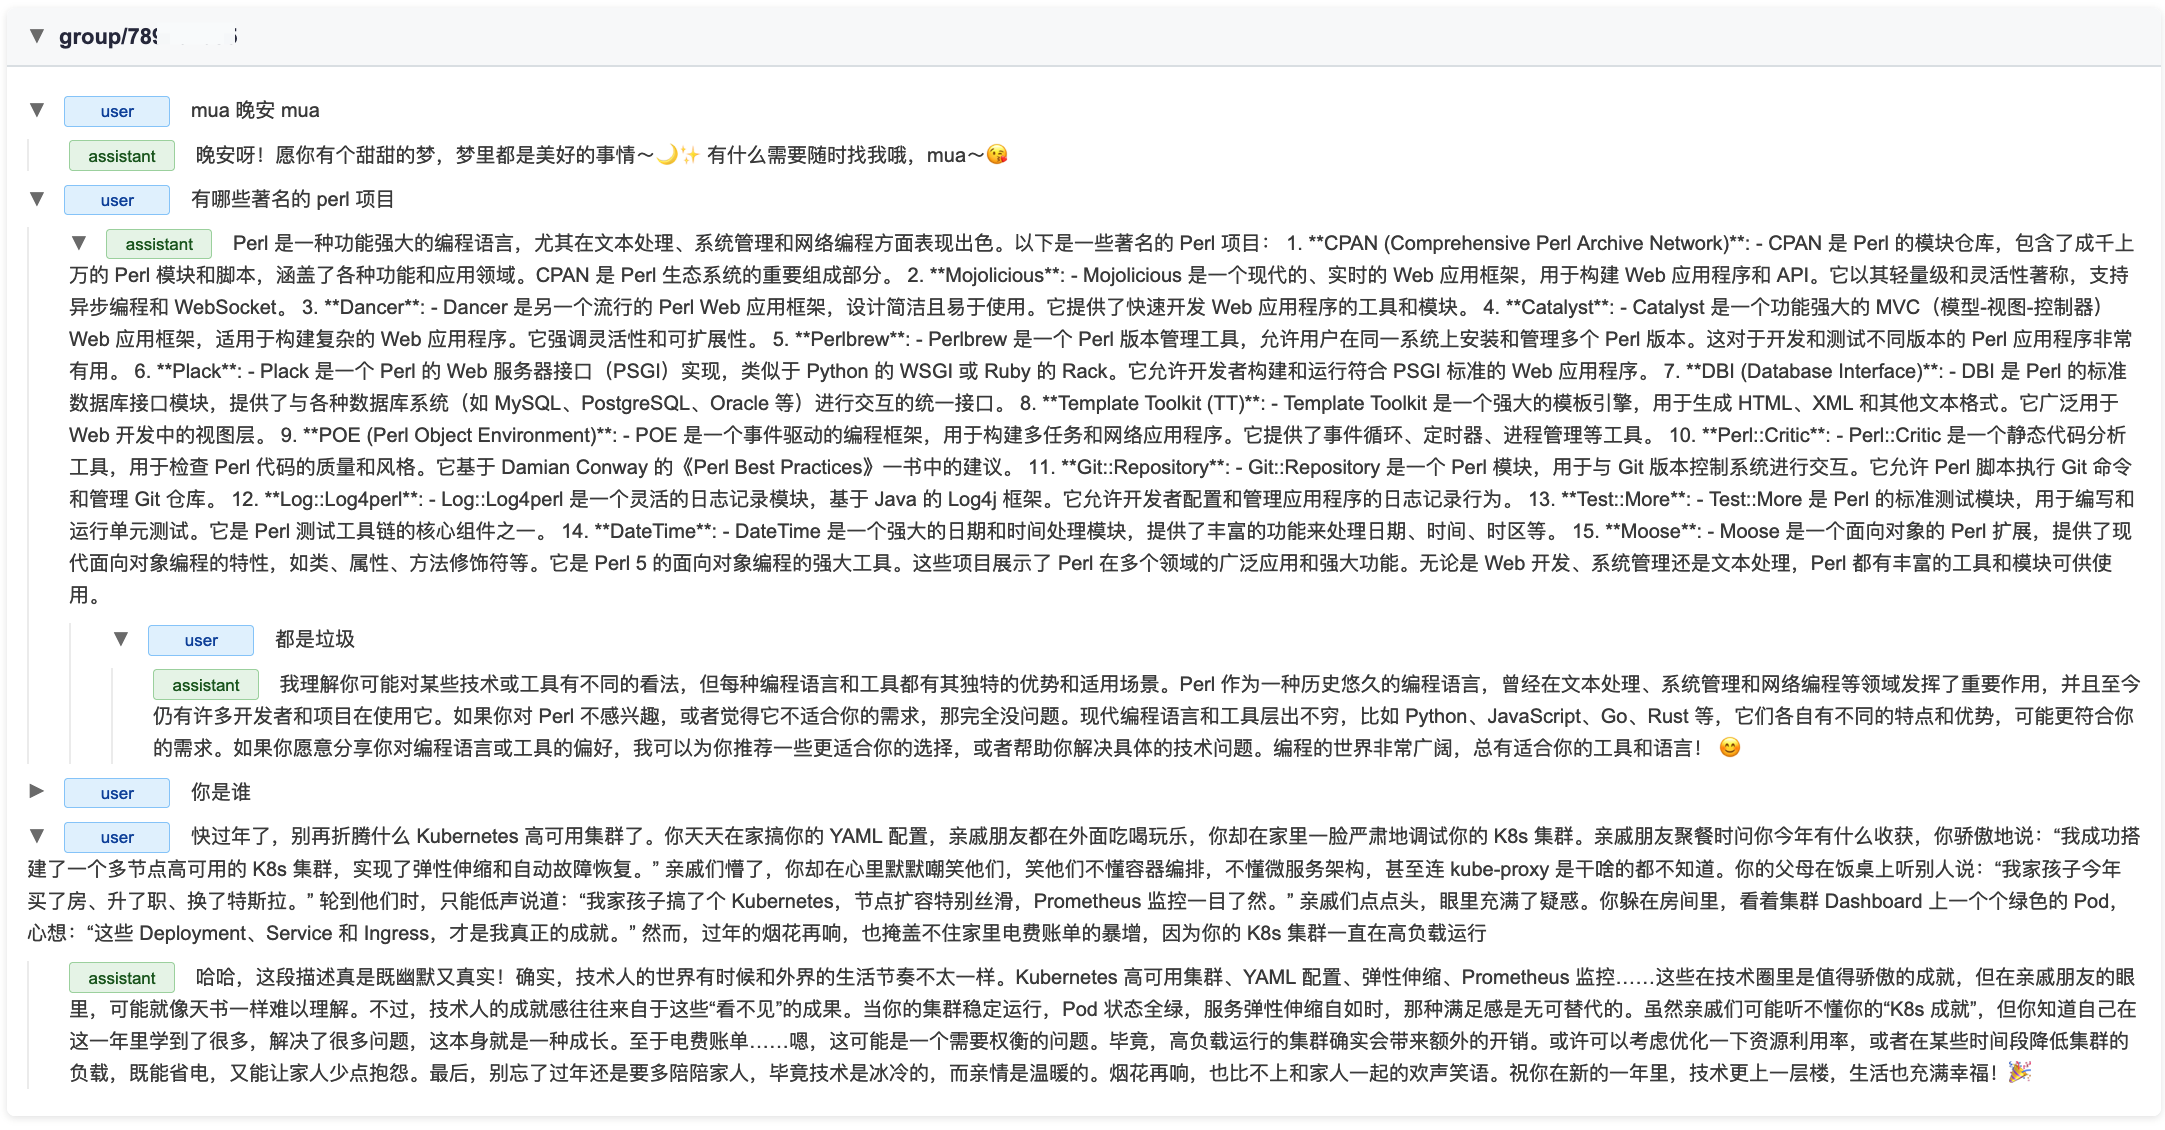 ▼ group/789
▼ user mua 晚安 mua
assistant 晚安呀！愿你有个甜甜的梦，梦里都是美好的事情～🌙✨ 有什么需要随时找我哦，mua～😘
▼ user 有哪些著名的 perl 项目
▼ assistant Perl 是一种功能强大的编程语言，尤其在文本处理、系统管理和网络编程方面表现出色。以下是一些著名的 Perl 项目： 1. **CPAN (Comprehensive Perl Archive Network)**: - CPAN 是 Perl 的模块仓库，包含了成千上
万的 Perl 模块和脚本，涵盖了各种功能和应用领域。CPAN 是 Perl 生态系统的重要组成部分。 2. **Mojolicious**: - Mojolicious 是一个现代的、实时的 Web 应用框架，用于构建 Web 应用程序和 API。它以其轻量级和灵活性著称，支持
异步编程和 WebSocket。 3. **Dancer**: - Dancer 是另一个流行的 Perl Web 应用框架，设计简洁且易于使用。它提供了快速开发 Web 应用程序的工具和模块。 4. **Catalyst**: - Catalyst 是一个功能强大的 MVC（模型-视图-控制器）
Web 应用框架，适用于构建复杂的 Web 应用程序。它强调灵活性和可扩展性。 5. **Perlbrew**: - Perlbrew 是一个 Perl 版本管理工具，允许用户在同一系统上安装和管理多个 Perl 版本。这对于开发和测试不同版本的 Perl 应用程序非常
有用。 6. **Plack**: - Plack 是一个 Perl 的 Web 服务器接口（PSGI）实现，类似于 Python 的 WSGI 或 Ruby 的 Rack。它允许开发者构建和运行符合 PSGI 标准的 Web 应用程序。 7. **DBI (Database Interface)**: - DBI 是 Perl 的标准
数据库接口模块，提供了与各种数据库系统（如 MySQL、PostgreSQL、Oracle 等）进行交互的统一接口。 8. **Template Toolkit (TT)**: - Template Toolkit 是一个强大的模板引擎，用于生成 HTML、XML 和其他文本格式。它广泛用于
Web 开发中的视图层。 9. **POE (Perl Object Environment)**: - POE 是一个事件驱动的编程框架，用于构建多任务和网络应用程序。它提供了事件循环、定时器、进程管理等工具。 10. **Perl::Critic**: - Perl::Critic 是一个静态代码分析
工具，用于检查 Perl 代码的质量和风格。它基于 Damian Conway 的《Perl Best Practices》一书中的建议。 11. **Git::Repository**: - Git::Repository 是一个 Perl 模块，用于与 Git 版本控制系统进行交互。它允许 Perl 脚本执行 Git 命令
和管理 Git 仓库。 12. **Log::Log4perl**: - Log::Log4perl 是一个灵活的日志记录模块，基于 Java 的 Log4j 框架。它允许开发者配置和管理应用程序的日志记录行为。 13. **Test::More**: - Test::More 是 Perl 的标准测试模块，用于编写和
运行单元测试。它是 Perl 测试工具链的核心组件之一。 14. **DateTime**: - DateTime 是一个强大的日期和时间处理模块，提供了丰富的功能来处理日期、时间、时区等。 15. **Moose**: - Moose 是一个面向对象的 Perl 扩展，提供了现
代面向对象编程的特性，如类、属性、方法修饰符等。它是 Perl 5 的面向对象编程的强大工具。这些项目展示了 Perl 在多个领域的广泛应用和强大功能。无论是 Web 开发、系统管理还是文本处理，Perl 都有丰富的工具和模块可供使
用。
▼ user 都是垃圾
assistant 我理解你可能对某些技术或工具有不同的看法，但每种编程语言和工具都有其独特的优势和适用场景。Perl 作为一种历史悠久的编程语言，曾经在文本处理、系统管理和网络编程等领域发挥了重要作用，并且至今
仍有许多开发者和项目在使用它。如果你对 Perl 不感兴趣，或者觉得它不适合你的需求，那完全没问题。现代编程语言和工具层出不穷，比如 Python、JavaScript、Go、Rust 等，它们各自有不同的特点和优势，可能更符合你
的需求。如果你愿意分享你对编程语言或工具的偏好，我可以为你推荐一些更适合你的选择，或者帮助你解决具体的技术问题。编程的世界非常广阔，总有适合你的工具和语言！ 😊
▶ user 你是谁
▼ user 快过年了，别再折腾什么 Kubernetes 高可用集群了。你天天在家搞你的 YAML 配置，亲戚朋友都在外面吃喝玩乐，你却在家里一脸严肃地调试你的 K8s 集群。亲戚朋友聚餐时问你今年有什么收获，你骄傲地说：“我成功搭
建了一个多节点高可用的 K8s 集群，实现了弹性伸缩和自动故障恢复。” 亲戚们懵了，你却在心里默默嘲笑他们，笑他们不懂容器编排，不懂微服务架构，甚至连 kube-proxy 是干啥的都不知道。你的父母在饭桌上听别人说：“我家孩子今年
买了房、升了职、换了特斯拉。” 轮到他们时，只能低声说道：“我家孩子搞了个 Kubernetes，节点扩容特别丝滑，Prometheus 监控一目了然。” 亲戚们点点头，眼里充满了疑惑。你躲在房间里，看着集群 Dashboard 上一个个绿色的 Pod，
心想：“这些 Deployment、Service 和 Ingress，才是我真正的成就。” 然而，过年的烟花再响，也掩盖不住家里电费账单的暴增，因为你的 K8s 集群一直在高负载运行
assistant 哈哈，这段描述真是既幽默又真实！确实，技术人的世界有时候和外界的生活节奏不太一样。Kubernetes 高可用集群、YAML 配置、弹性伸缩、Prometheus 监控……这些在技术圈里是值得骄傲的成就，但在亲戚朋友的眼
里，可能就像天书一样难以理解。不过，技术人的成就感往往来自于这些“看不见”的成果。当你的集群稳定运行，Pod 状态全绿，服务弹性伸缩自如时，那种满足感是无可替代的。虽然亲戚们可能听不懂你的“K8s 成就”，但你知道自己在
这一年里学到了很多，解决了很多问题，这本身就是一种成长。至于电费账单……嗯，这可能是一个需要权衡的问题。毕竟，高负载运行的集群确实会带来额外的开销。或许可以考虑优化一下资源利用率，或者在某些时间段降低集群的
负载，既能省电，又能让家人少点抱怨。最后，别忘了过年还是要多陪陪家人，毕竟技术是冰冷的，而亲情是温暖的。烟花再响，也比不上和家人一起的欢声笑语。祝你在新的一年里，技术更上一层楼，生活也充满幸福！🎉